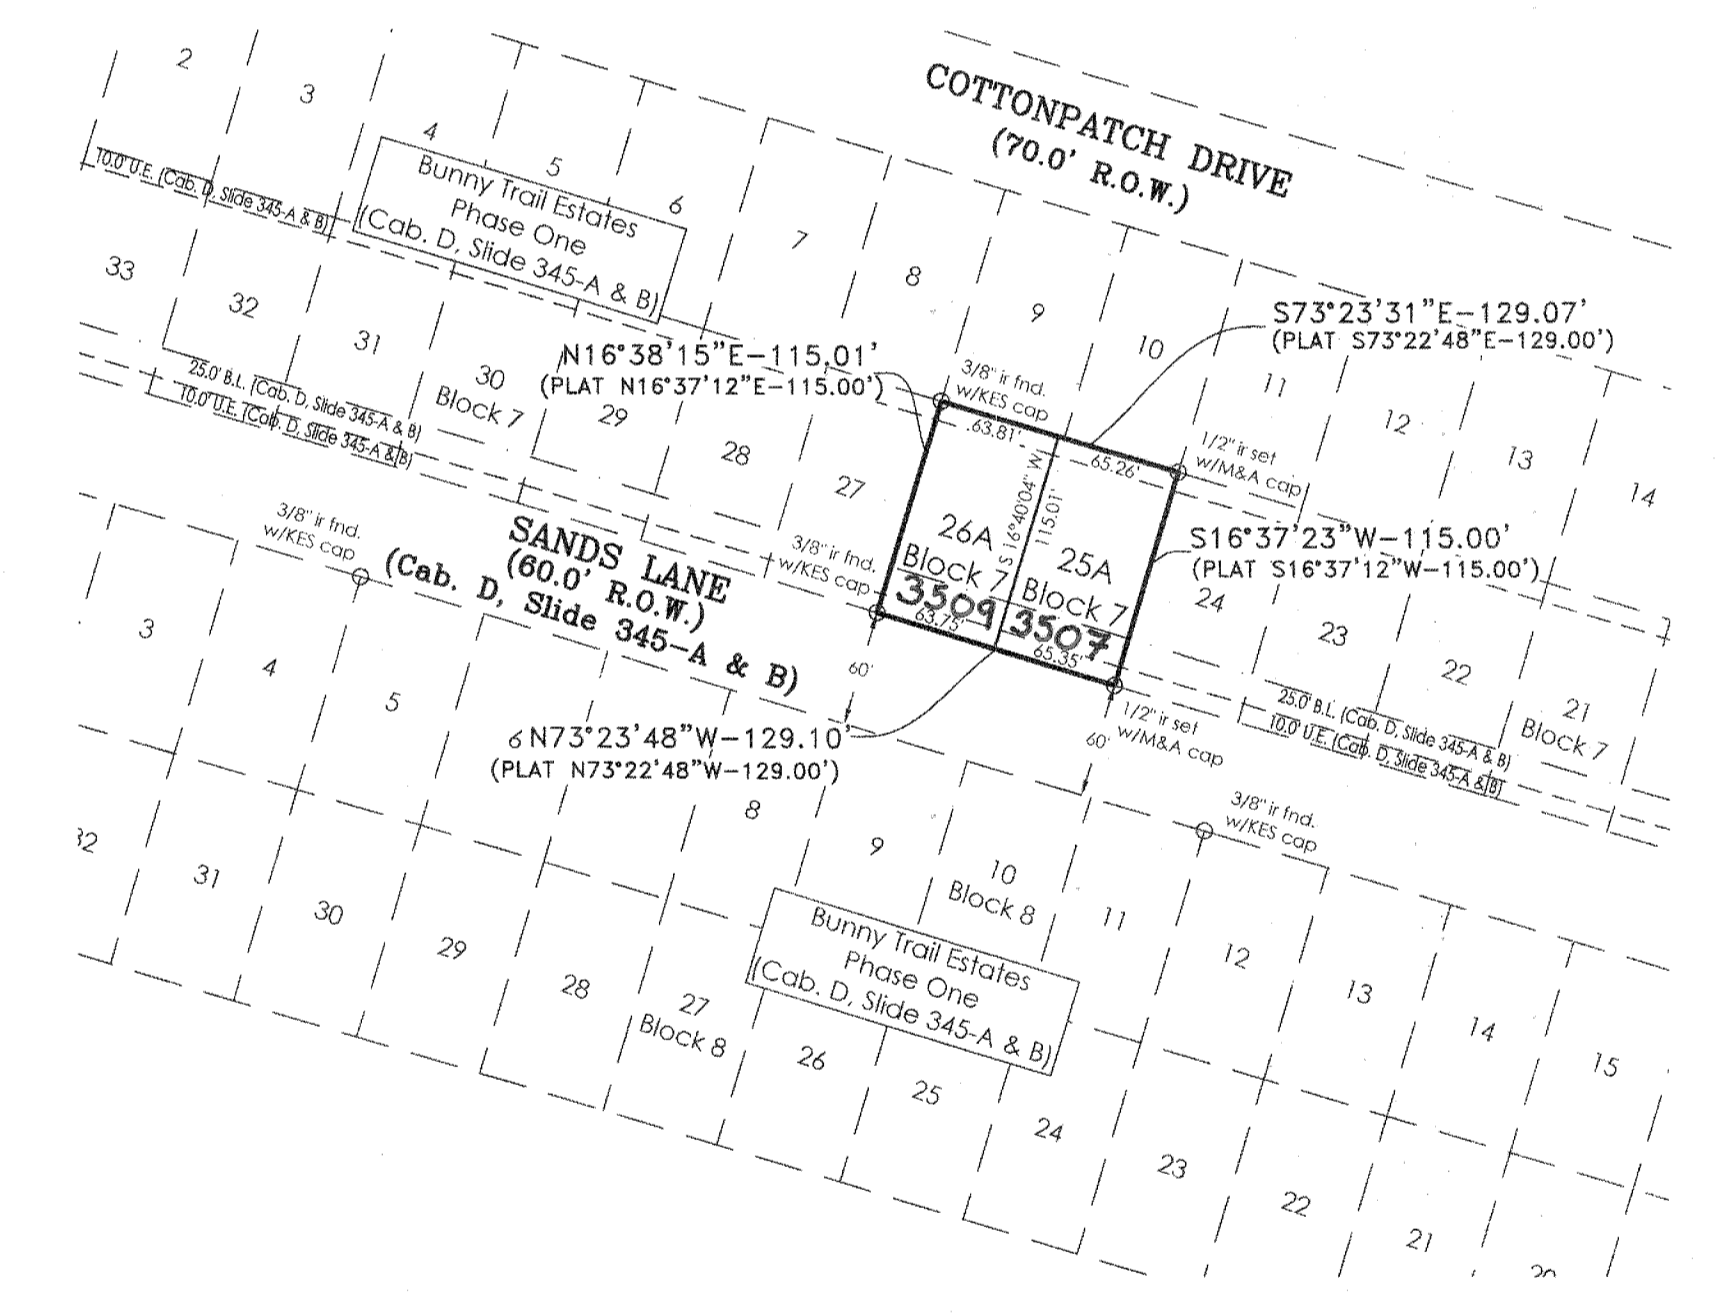 COTTONPATCH DRIVE
(70.0' R.O.W.)
2
3
4
5
6
7
8
9
10
11
12
13
14
10.0' U.E. (Cab. D, Slide 345-A & B)
Bunny Trail Estates
Phase One
(Cab. D, Slide 345-A & B)
S73°23'31"E-129.07'
(PLAT S73°22'48"E-129.00')
N16°38'15"E-115.01'
(PLAT N16°37'12"E-115.00')
3/8" ir fnd.
w/KES cap
1/2" ir set
w/M&A cap
33
32
31
30
Block 7
29
28
27
63.81'
65.26'
S 16°40'04" W
115.01'
26A
Block 7
3509
63.75'
25A
Block 7
3507
65.35'
S16°37'23"W-115.00'
(PLAT S16°37'12"W-115.00')
24
23
22
21
Block 7
25.0' B.L. (Cab. D, Slide 345-A & B)
10.0' U.E. (Cab. D, Slide 345-A & B)
3/8" ir fnd.
w/KES cap
SANDS LANE
(60.0' R.O.W.)
(Cab. D, Slide 345-A & B)
3/8" ir fnd.
w/KES cap
60'
60'
1/2" ir set
w/M&A cap
25.0' B.L. (Cab. D, Slide 345-A & B)
10.0' U.E. (Cab. D, Slide 345-A & B)
N73°23'48"W-129.10'
(PLAT N73°22'48"W-129.00')
3/8" ir fnd.
w/KES cap
3
4
5
6
8
9
10
Block 8
11
12
13
14
15
Bunny Trail Estates
Phase One
(Cab. D, Slide 345-A & B)
32
31
30
29
28
27
Block 8
26
25
24
23
22
21
20